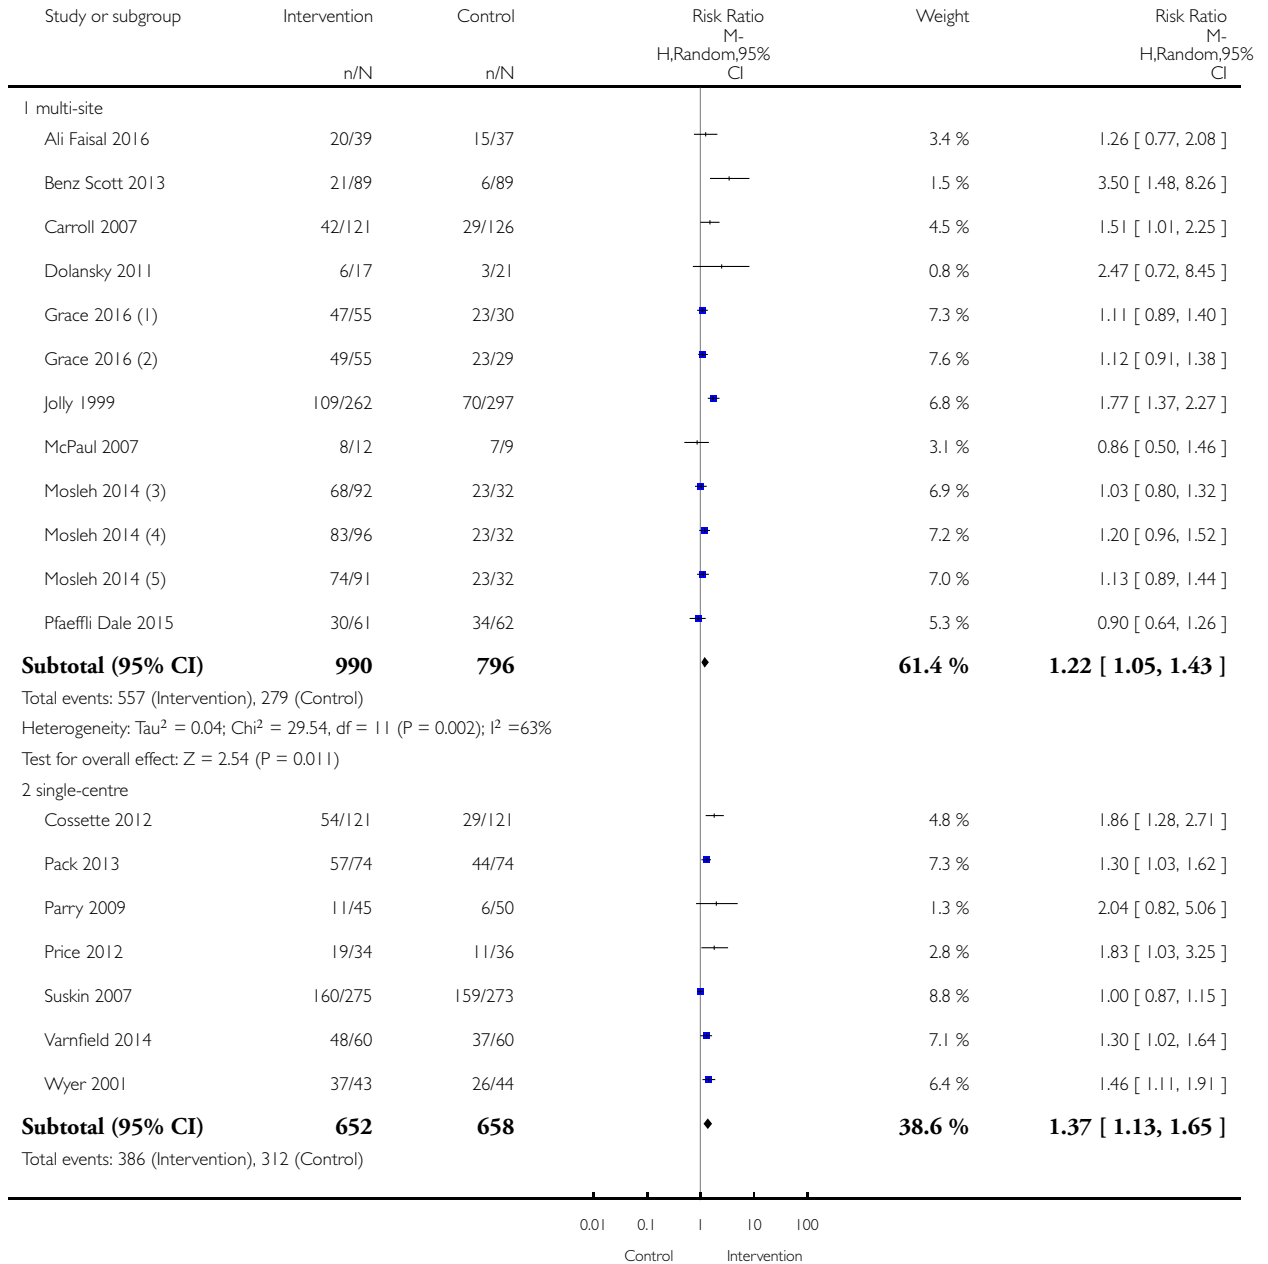 Study or subgroup Intervention Control Risk Ratio Weight Risk Ratio
M- M-
H,Random,95% H,Random,95%
n/N n/N CI CI
1 multi-site
Ali Faisal 2016 20/39 15/37 3.4 % 1.26 [ 0.77, 2.08 ]
Benz Scott 2013 21/89 6/89 1.5 % 3.50 [ 1.48, 8.26 ]
Carroll 2007 42/121 29/126 4.5 % 1.51 [ 1.01, 2.25 ]
Dolansky 2011 6/17 3/21 0.8 % 2.47 [ 0.72, 8.45 ]
Grace 2016 (1) 47/55 23/30 7.3 % 1.11 [ 0.89, 1.40 ]
Grace 2016 (2) 49/55 23/29 7.6 % 1.12 [ 0.91, 1.38 ]
Jolly 1999 109/262 70/297 6.8 % 1.77 [ 1.37, 2.27 ]
McPaul 2007 8/12 7/9 3.1 % 0.86 [ 0.50, 1.46 ]
Mosleh 2014 (3) 68/92 23/32 6.9 % 1.03 [ 0.80, 1.32 ]
Mosleh 2014 (4) 83/96 23/32 7.2 % 1.20 [ 0.96, 1.52 ]
Mosleh 2014 (5) 74/91 23/32 7.0 % 1.13 [ 0.89, 1.44 ]
Pfaeffli Dale 2015 30/61 34/62 5.3 % 0.90 [ 0.64, 1.26 ]
Subtotal (95% CI) 990 796 61.4 % 1.22 [ 1.05, 1.43 ]
Total events: 557 (Intervention), 279 (Control)
Heterogeneity: Tau² = 0.04; Chi² = 29.54, df = 11 (P = 0.002); I² =63%
Test for overall effect: Z = 2.54 (P = 0.011)
2 single-centre
Cossette 2012 54/121 29/121 4.8 % 1.86 [ 1.28, 2.71 ]
Pack 2013 57/74 44/74 7.3 % 1.30 [ 1.03, 1.62 ]
Parry 2009 11/45 6/50 1.3 % 2.04 [ 0.82, 5.06 ]
Price 2012 19/34 11/36 2.8 % 1.83 [ 1.03, 3.25 ]
Suskin 2007 160/275 159/273 8.8 % 1.00 [ 0.87, 1.15 ]
Varnfield 2014 48/60 37/60 7.1 % 1.30 [ 1.02, 1.64 ]
Wyer 2001 37/43 26/44 6.4 % 1.46 [ 1.11, 1.91 ]
Subtotal (95% CI) 652 658 38.6 % 1.37 [ 1.13, 1.65 ]
Total events: 386 (Intervention), 312 (Control)
0.01 0.1 1 10 100
Control Intervention